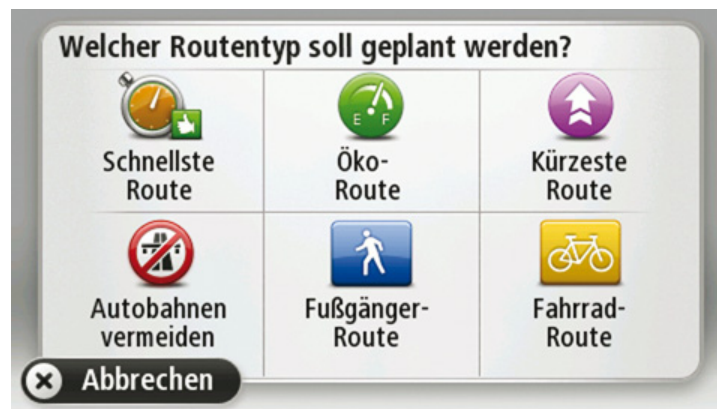 Welcher Routentyp soll geplant werden?
E F
Schnellste
Route
Öko-
Route
Kürzeste
Route
Autobahnen
vermeiden
Fußgänger-
Route
Fahrrad-
Route
Abbrechen